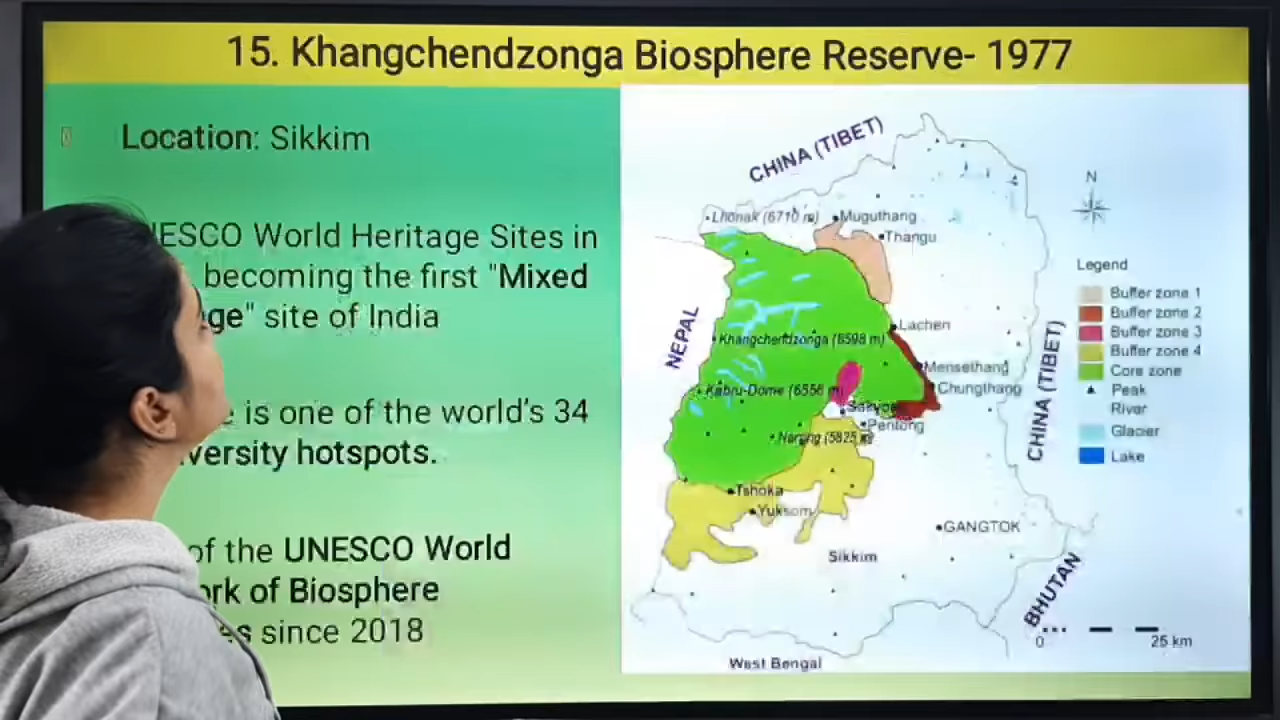 15. Khangchendzonga Biosphere Reserve- 1977
Location: Sikkim
NESCO World Heritage Sites in
becoming the first "Mixed
ge" site of India
e is one of the world's 34
versity hotspots.
of the UNESCO World
ork of Biosphere
es since 2018
CHINA (TIBET)
Lhonak (6710 m)
Muguthang
Thangu
N
Legend
Buffer zone 1
Buffer zone 2
Buffer zone 3
Buffer zone 4
Core zone
Peak
River
Glacier
Lake
NEPAL
Lachen
Khangchendzonga (8598 m)
Mensethang
CHINA (TIBET)
Chungthang
Kabru-Dome (6556 m)
Pentong
Narsing (5825 m)
Tshoka
Yuksom
GANGTOK
Sikkim
BHUTAN
0 25 km
West Bengal